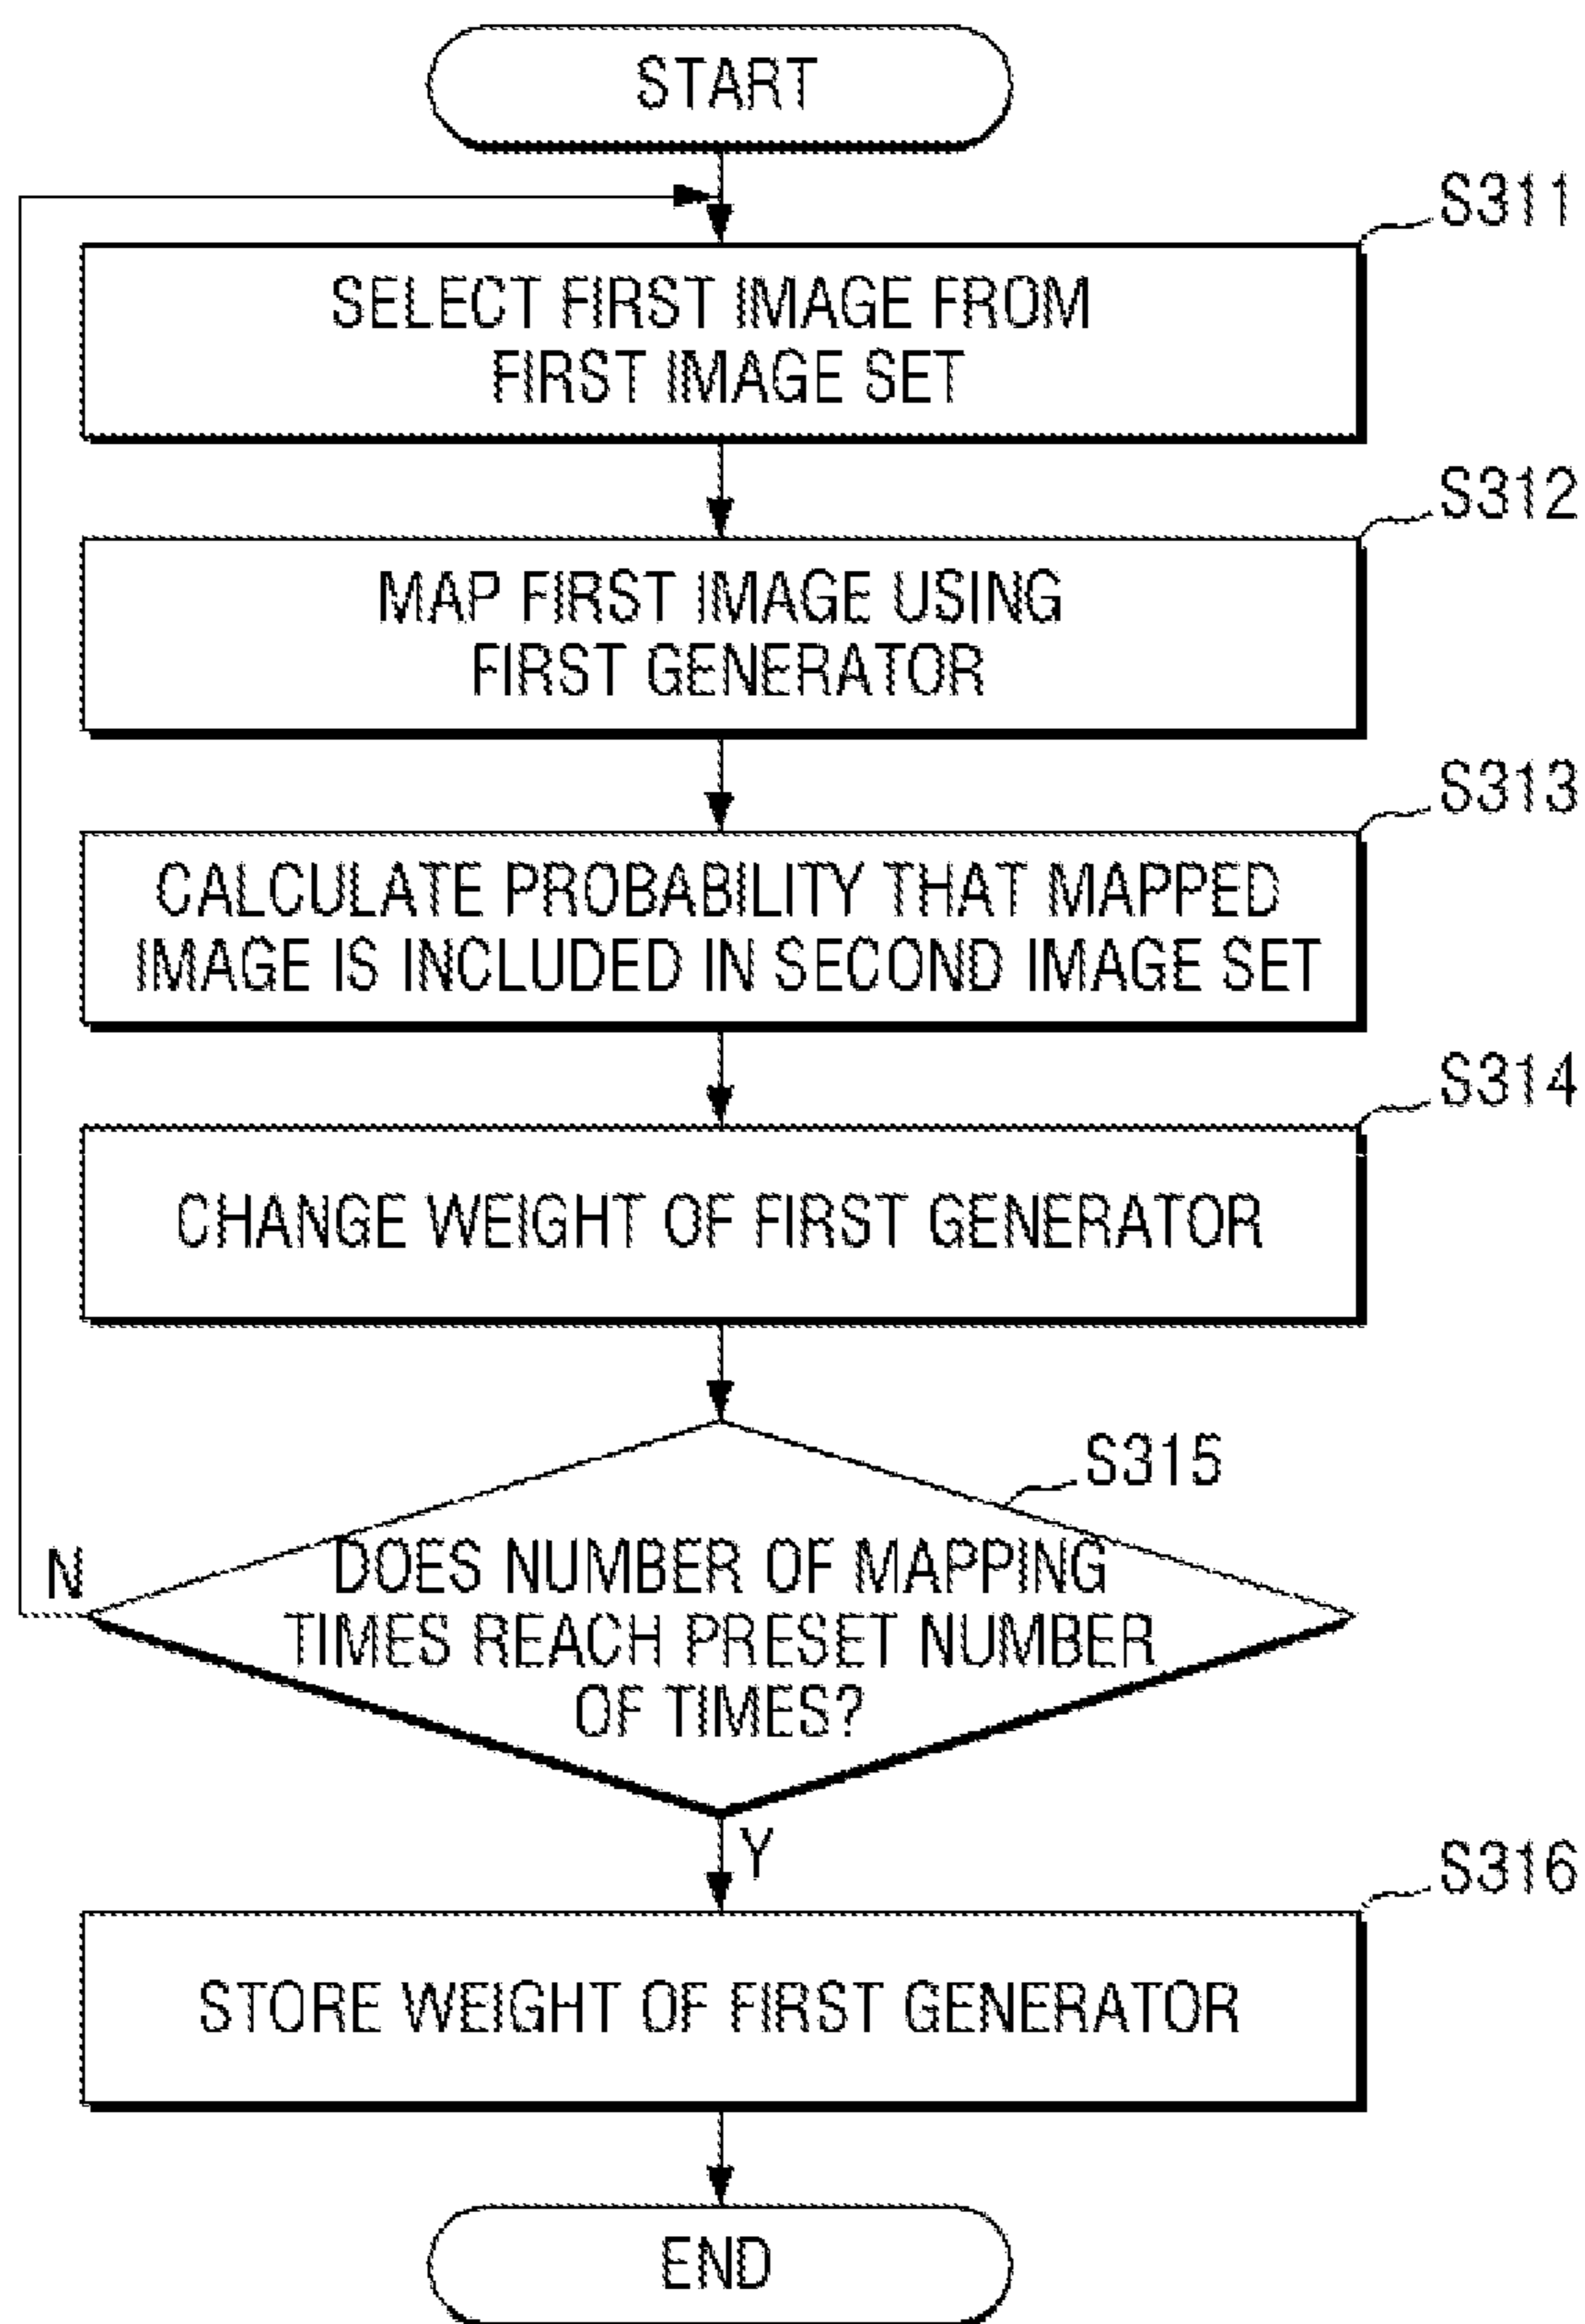 START
S311
SELECT FIRST IMAGE FROM
FIRST IMAGE SET
S312
MAP FIRST IMAGE USING
FIRST GENERATOR
S313
CALCULATE PROBABILITY THAT MAPPED
IMAGE IS INCLUDED IN SECOND IMAGE SET
S314
CHANGE WEIGHT OF FIRST GENERATOR
S315
N
DOES NUMBER OF MAPPING
TIMES REACH PRESET NUMBER
OF TIMES?
Y
S316
STORE WEIGHT OF FIRST GENERATOR
END